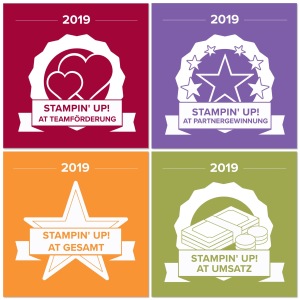 2019
STAMPIN' UP!
AT TEAMFÖRDERUNG
2019
STAMPIN' UP!
AT PARTNERGEWINNUNG
2019
STAMPIN' UP!
AT GESAMT
2019
STAMPIN' UP!
AT UMSATZ